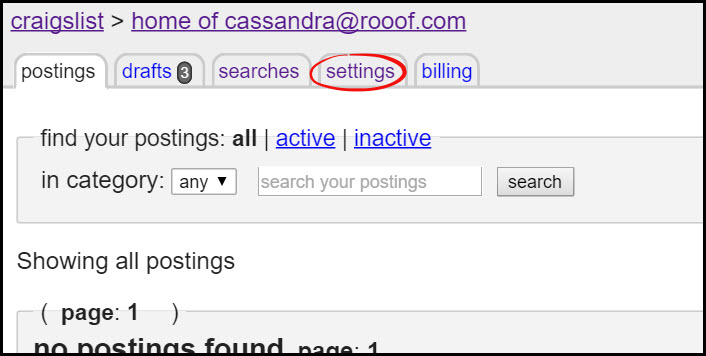 craigslist > home of cassandra@rooof.com
postings drafts 3 searches settings billing
find your postings: all | active | inactive
in category: any ▼ search your postings search
Showing all postings
( page: 1 )
no postings found page: 1